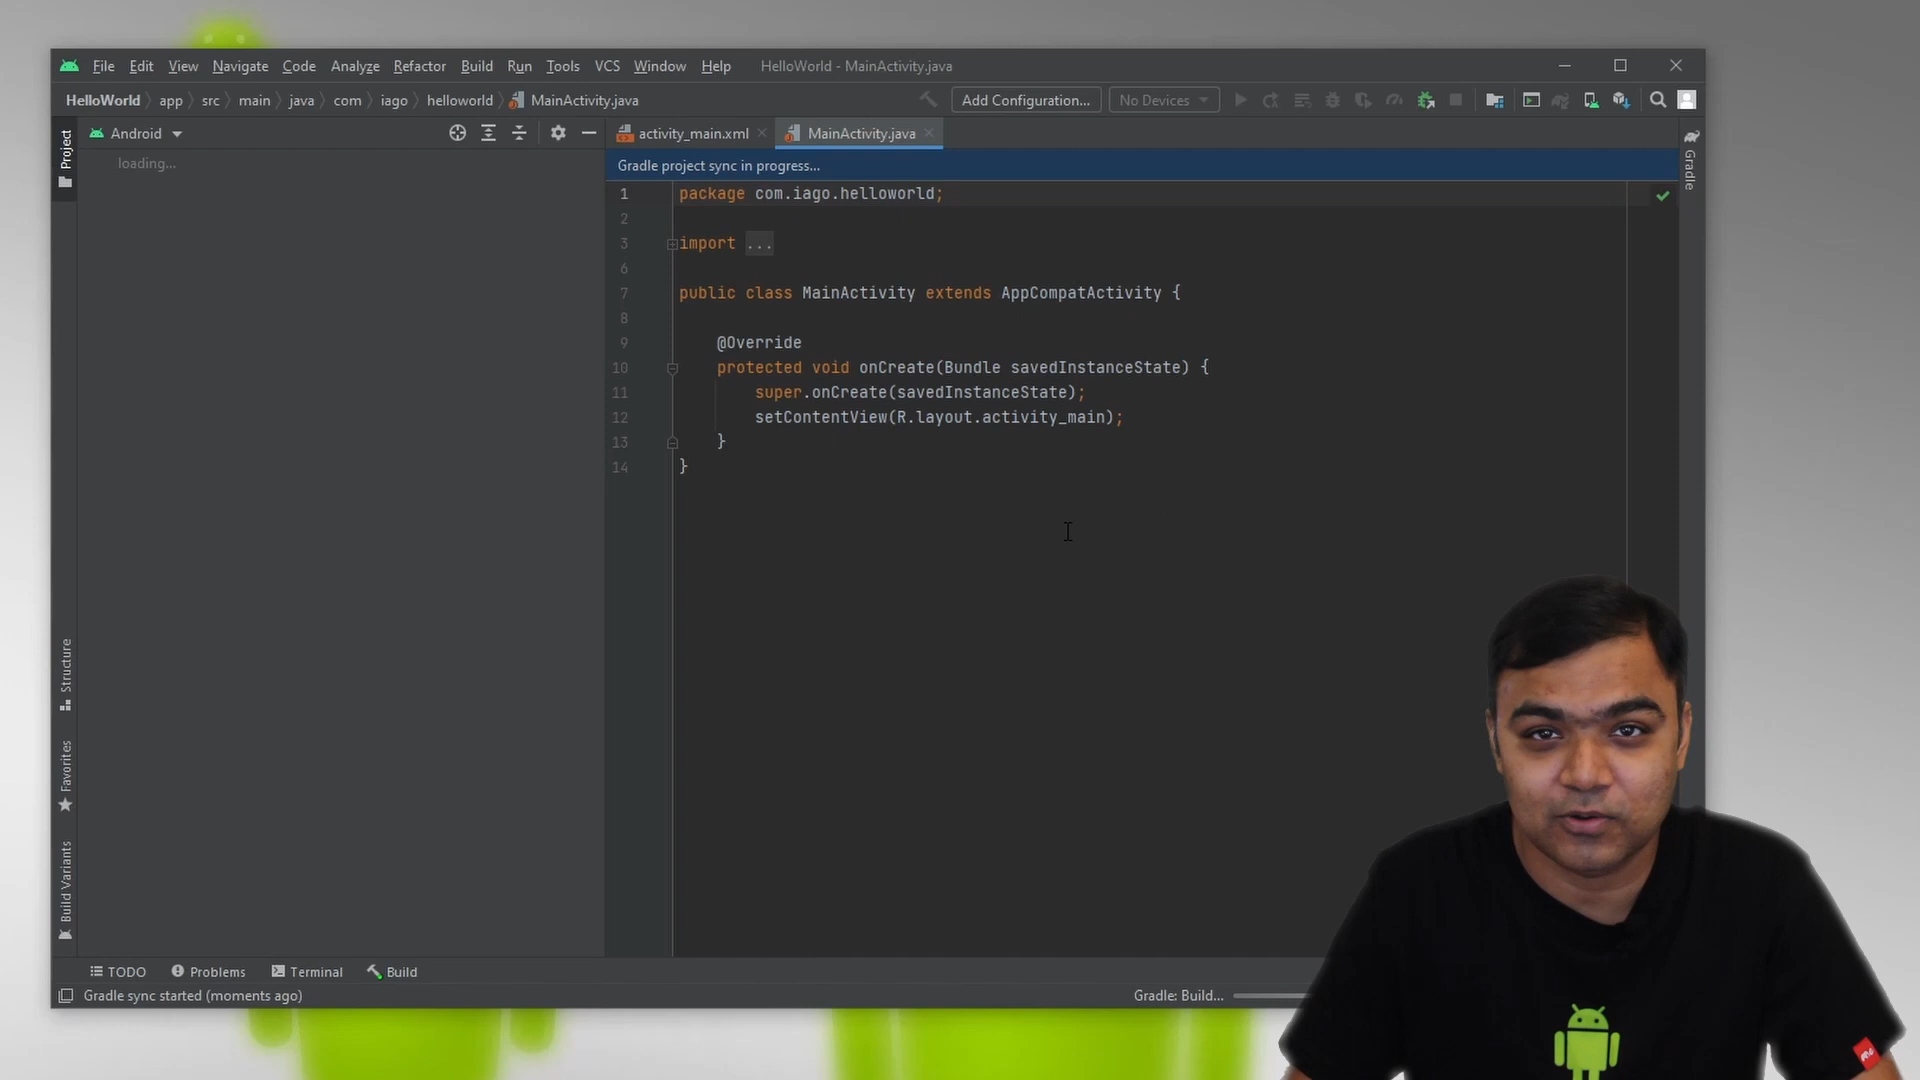 File Edit View Navigate Code Analyze Refactor Build Run Tools VCS Window Help HelloWorld - MainActivity.java
HelloWorld app src main java com iago helloworld MainActivity.java Add Configuration... No Devices
Project
Android
activity_main.xml MainActivity.java
Gradle
loading...
Gradle project sync in progress...
1 package com.iago.helloworld;
2
3 import ...
6
7 public class MainActivity extends AppCompatActivity {
8
9 @Override
10 protected void onCreate(Bundle savedInstanceState) {
11 super.onCreate(savedInstanceState);
12 setContentView(R.layout.activity_main);
13 }
14 }
Structure
Favorites
Build Variants
TODO Problems Terminal Build
Gradle sync started (moments ago) Gradle: Build...